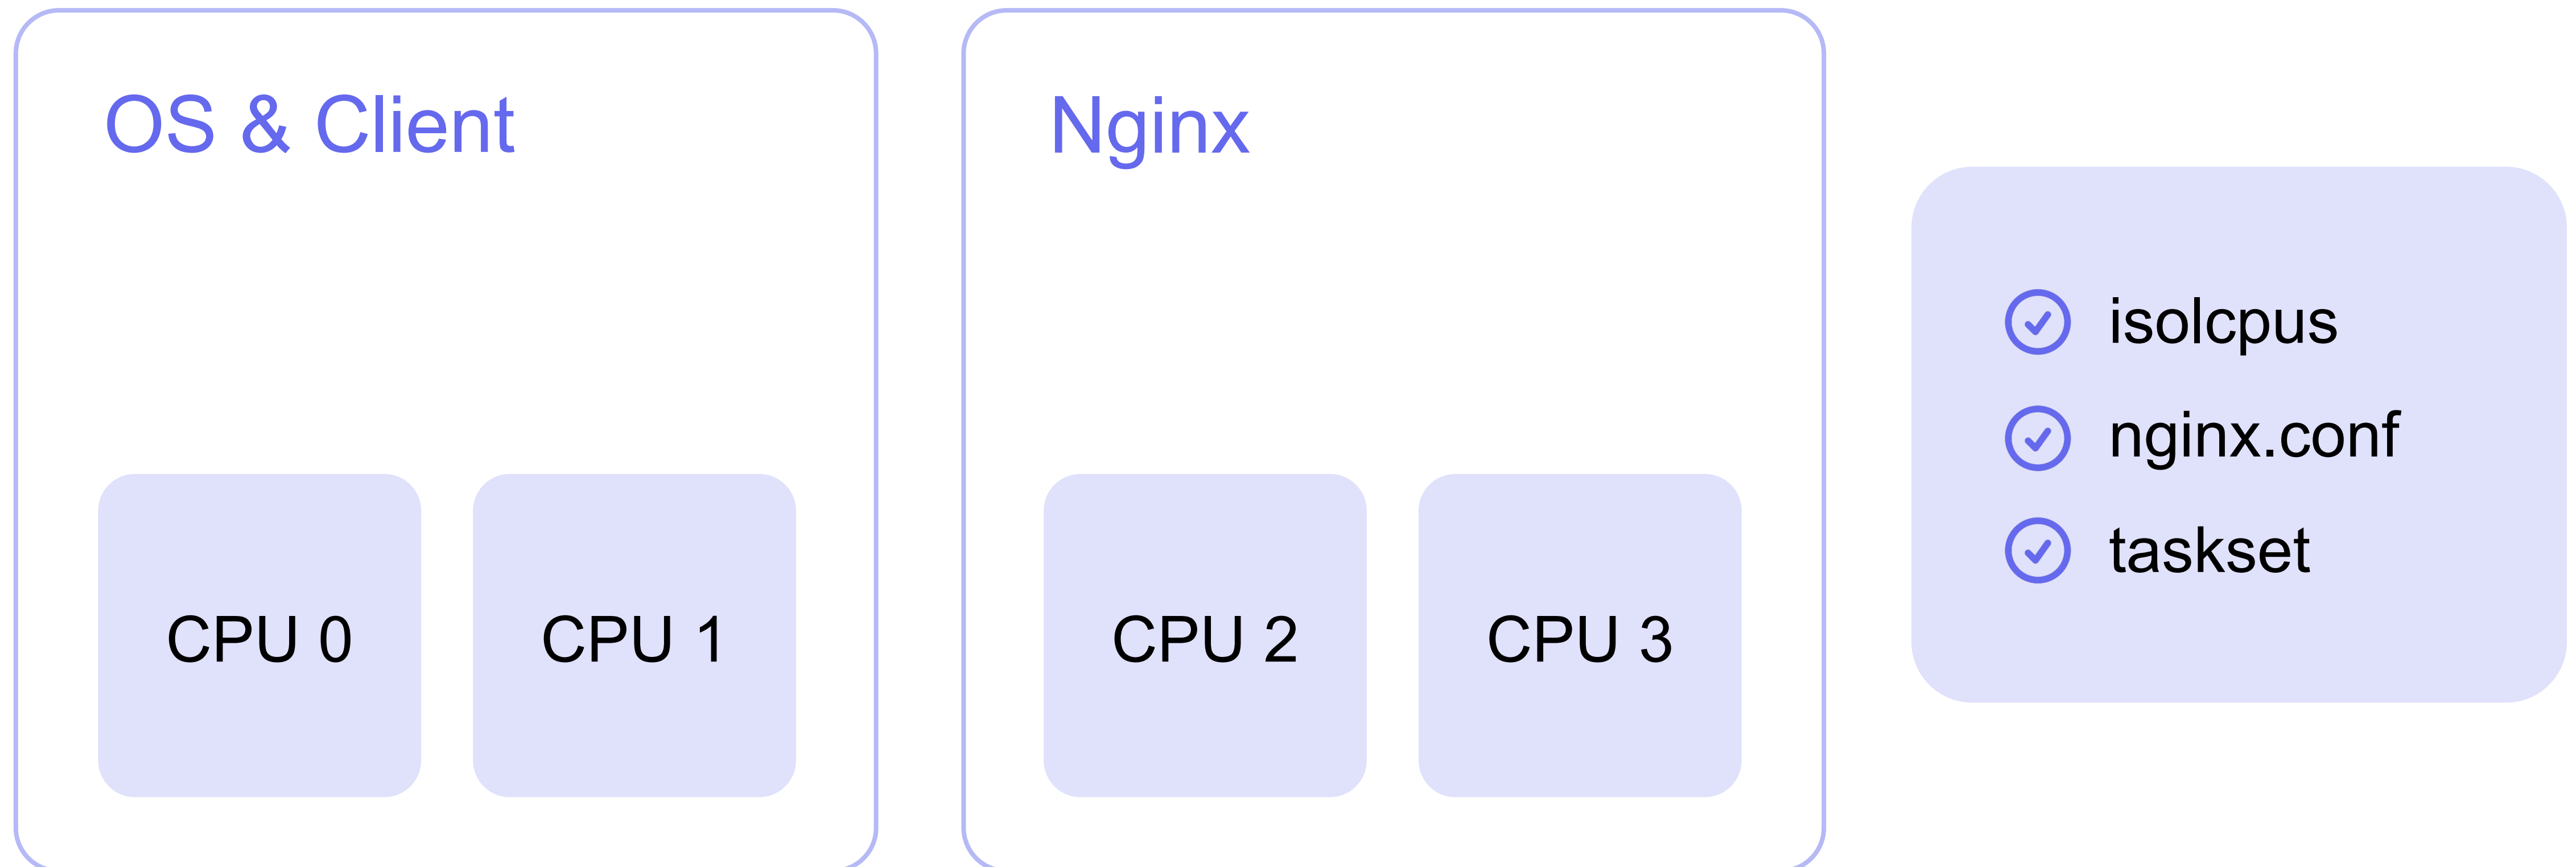 OS & Client
CPU 0
CPU 1
Nginx
CPU 2
CPU 3
isolcpus
nginx.conf
taskset